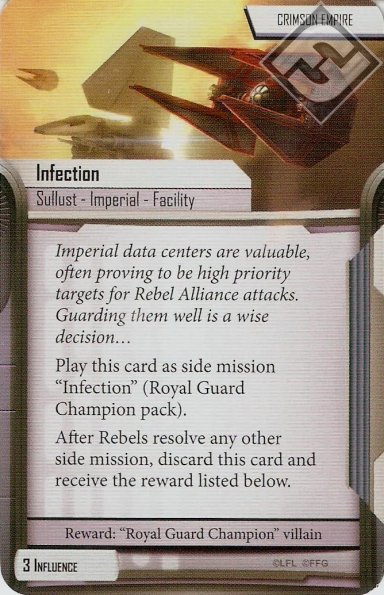 CRIMSON EMPIRE
Infection
Sullust - Imperial - Facility
Imperial data centers are valuable,
often proving to be high priority
targets for Rebel Alliance attacks.
Guarding them well is a wise
decision…
Play this card as side mission
“Infection” (Royal Guard
Champion pack).
After Rebels resolve any other
side mission, discard this card and
receive the reward listed below.
Reward: “Royal Guard Champion” villain
3 INFLUENCE
©LFL ©FFG